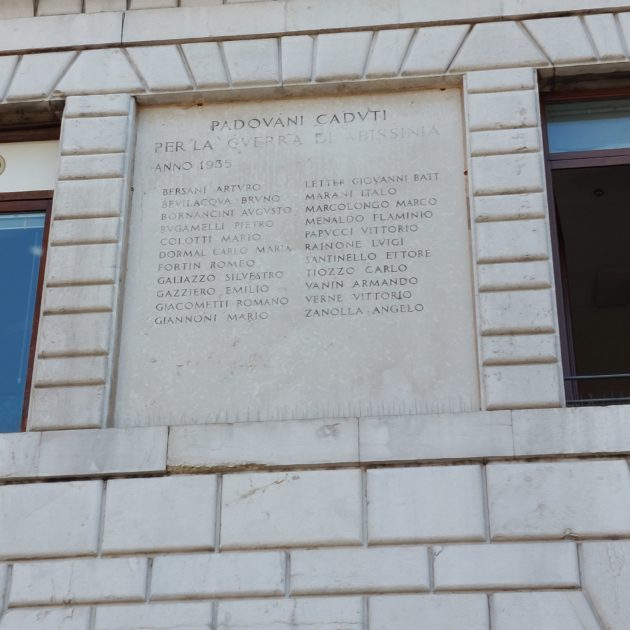 PADOVANI CADVTI
PER LA GVERRA DI ABISSINIA
ANNO 1935
BERSANI ARTVRO
BEVILACQVA BRVNO
BORNANCINI AVGVSTO
BVGAMELLI PIETRO
COLOTTI MARIO
DORMAL CARLO MARIA
FORTIN ROMEO
GALIAZZO SILVESTRO
GAZZIERO EMILIO
GIACOMETTI ROMANO
GIANNONI MARIO
LETTER GIOVANNI BATT
MARANI ITALO
MARCOLONGO MARCO
MENALDO FLAMINIO
PAPVCCI VITTORIO
RAINONE LVIGI
SANTINELLO ETTORE
TIOZZO CARLO
VANIN ARMANDO
VERNE VITTORIO
ZANOLLA ANGELO